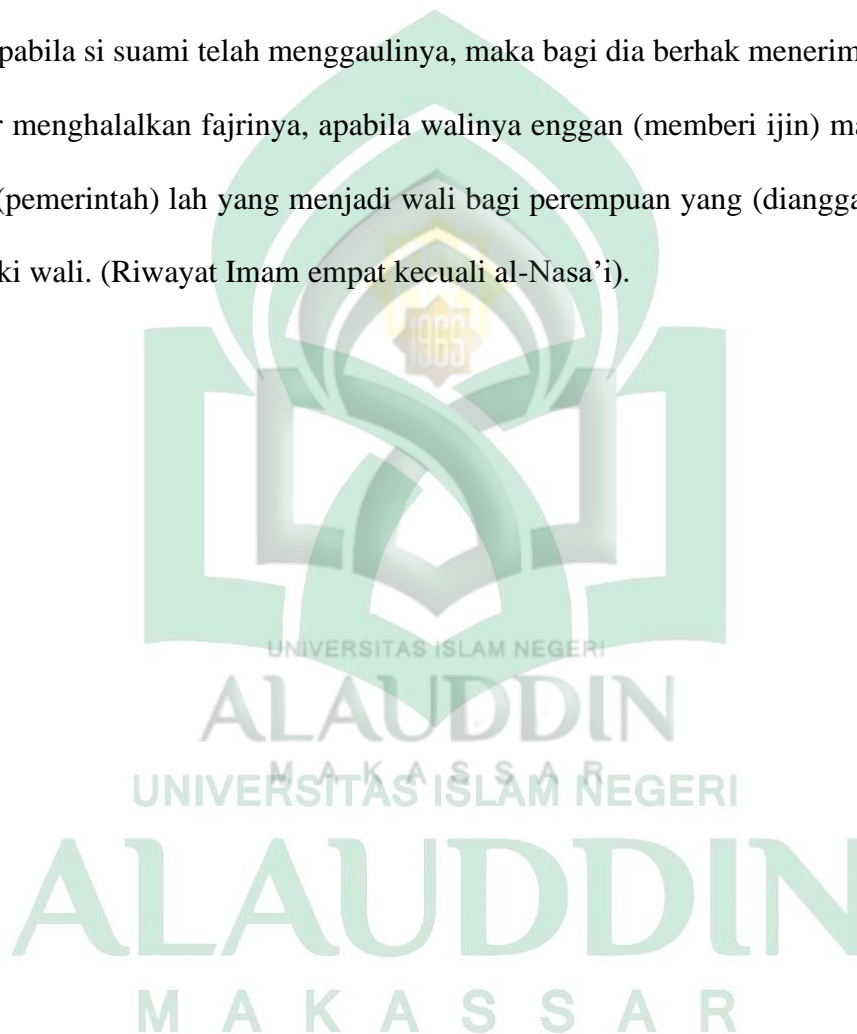 pabila si suami telah menggaulinya, maka bagi dia berhak menerim
menghalalkan fajrinya, apabila walinya enggan (memberi ijin) ma
(pemerintah) lah yang menjadi wali bagi perempuan yang (diangga
ki wali. (Riwayat Imam empat kecuali al-Nasa’i).
1965
UNIVERSITAS ISLAM NEGERI
ALAUDDIN
MAKASSAR
UNIVERSITAS ISLAM NEGERI
ALAUDDIN
MAKASSAR